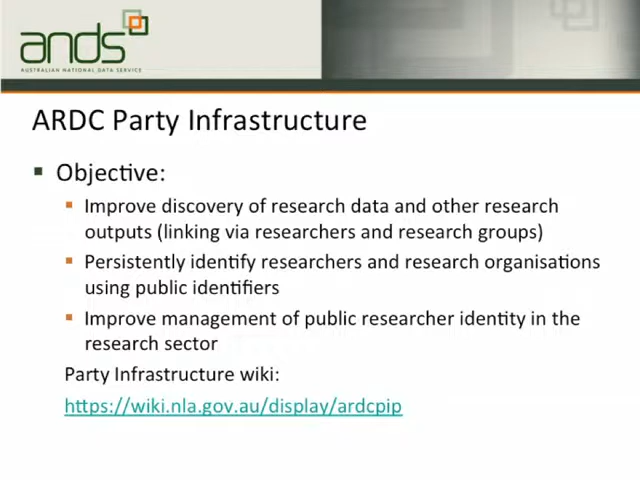 ands
AUSTRALIAN NATIONAL DATA SERVICE
ARDC Party Infrastructure
Objective:
Improve discovery of research data and other research
outputs (linking via researchers and research groups)
Persistently identify researchers and research organisations
using public identifiers
Improve management of public researcher identity in the
research sector
Party Infrastructure wiki:
https://wiki.nla.gov.au/display/ardcpip